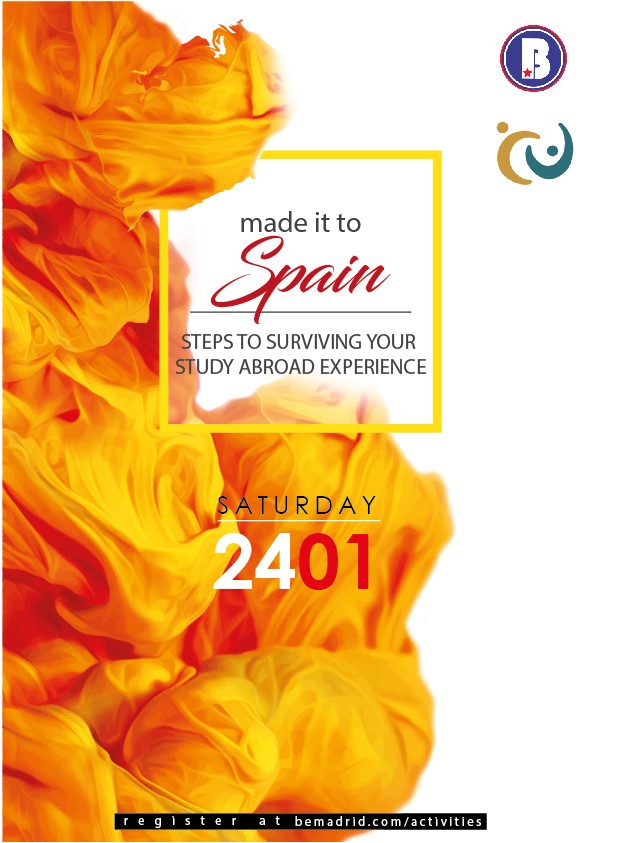 B
made it to
Spain
STEPS TO SURVIVING YOUR
STUDY ABROAD EXPERIENCE
SATURDAY
2401
register at bemadrid.com/activities